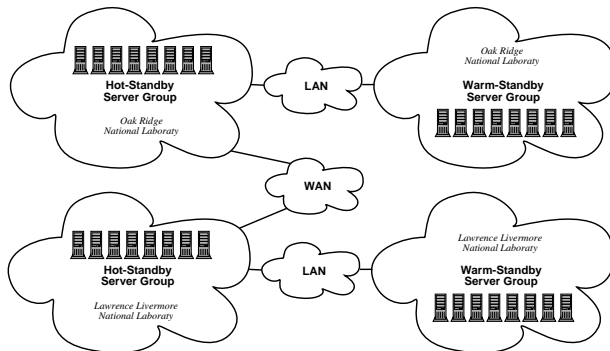 Hot-Standby
Server Group
Oak Ridge
National Laboraty
LAN
Oak Ridge
National Laboraty
Warm-Standby
Server Group
WAN
Hot-Standby
Server Group
Lawrence Livermore
National Laboraty
LAN
Lawrence Livermore
National Laboraty
Warm-Standby
Server Group